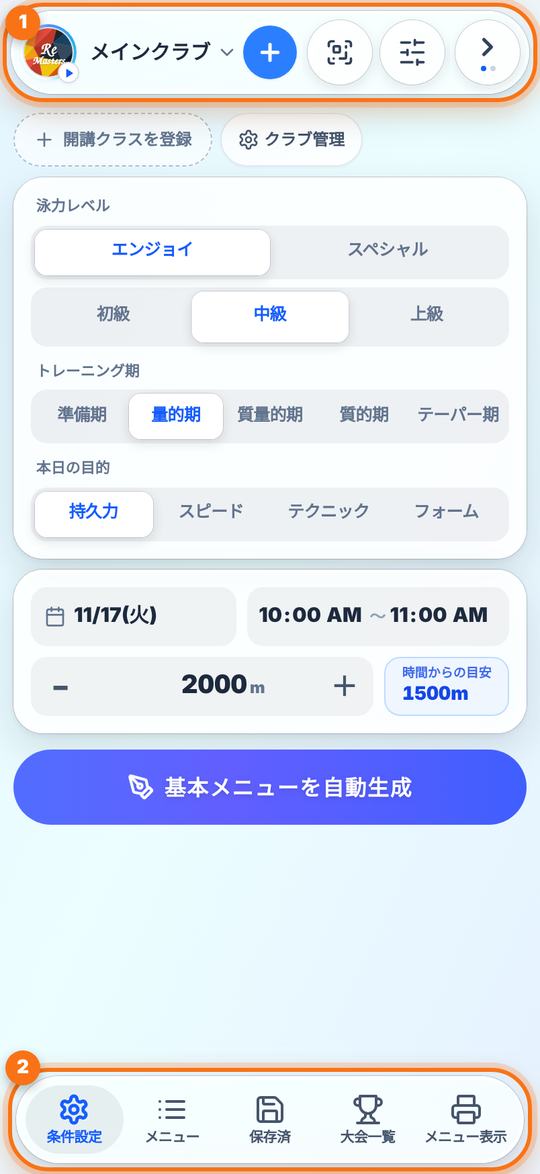 1
Re
Masters
メインクラブ
開講クラスを登録
クラブ管理
泳力レベル
エンジョイ スペシャル
初級 中級 上級
トレーニング期
準備期 量的期 質量的期 質的期 テーパー期
本日の目的
持久力 スピード テクニック フォーム
11/17(火) 10:00 AM ～ 11:00 AM
2000 m
時間からの目安
1500m
基本メニューを自動生成
2
条件設定 メニュー 保存済 大会一覧 メニュー表示